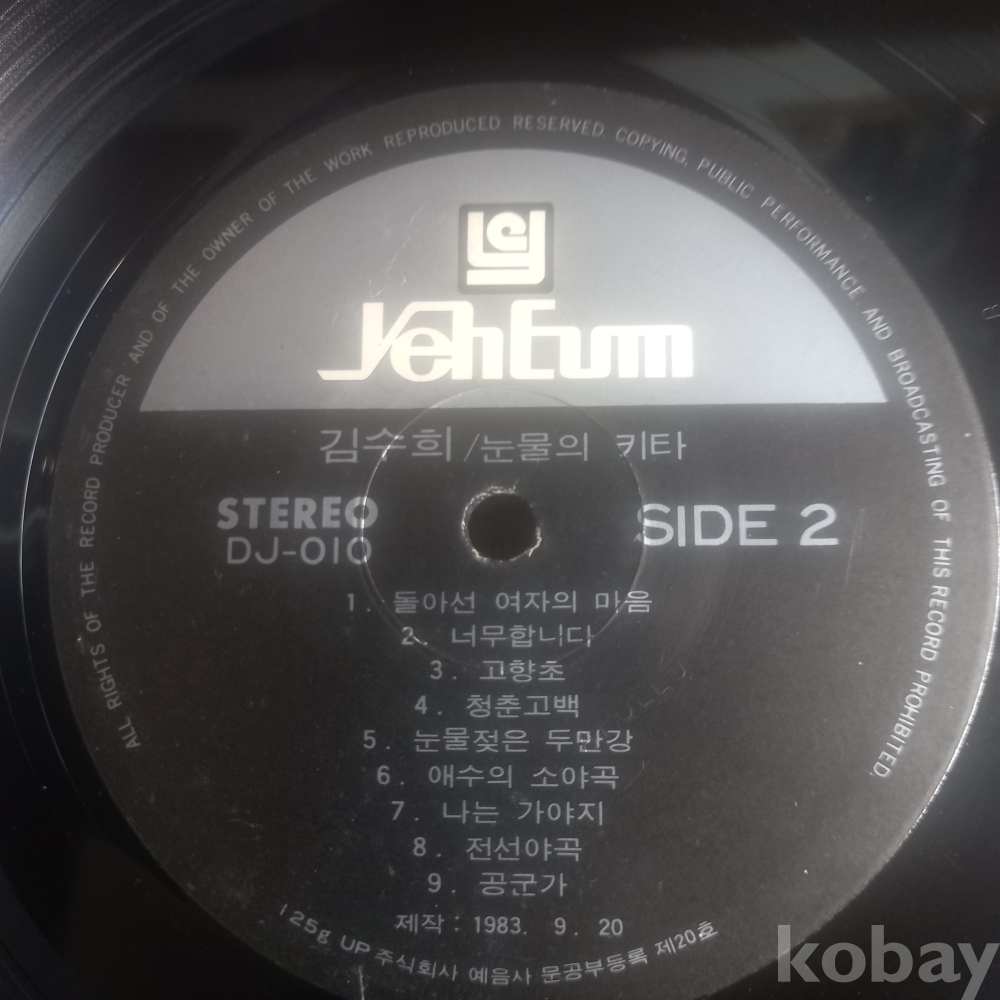 ALL RIGHTS OF THE RECORD PRODUCER AND OF THE OWNER OF THE WORK REPRODUCED RESERVED. COPYING, PUBLIC PERFORMANCE AND BROADCASTING OF THIS RECORD PROHIBITED.
YehEum
김수희/눈물의 키타
STEREO
DJ-010
SIDE 2
1. 돌아선 여자의 마음
2. 너무합니다
3. 고향초
4. 청춘고백
5. 눈물젖은 두만강
6. 애수의 소야곡
7. 나는 가야지
8. 전선야곡
9. 공군가
제작: 1983. 9. 20
125g UP 주식회사 예음사 문공부등록 제20호
kobay